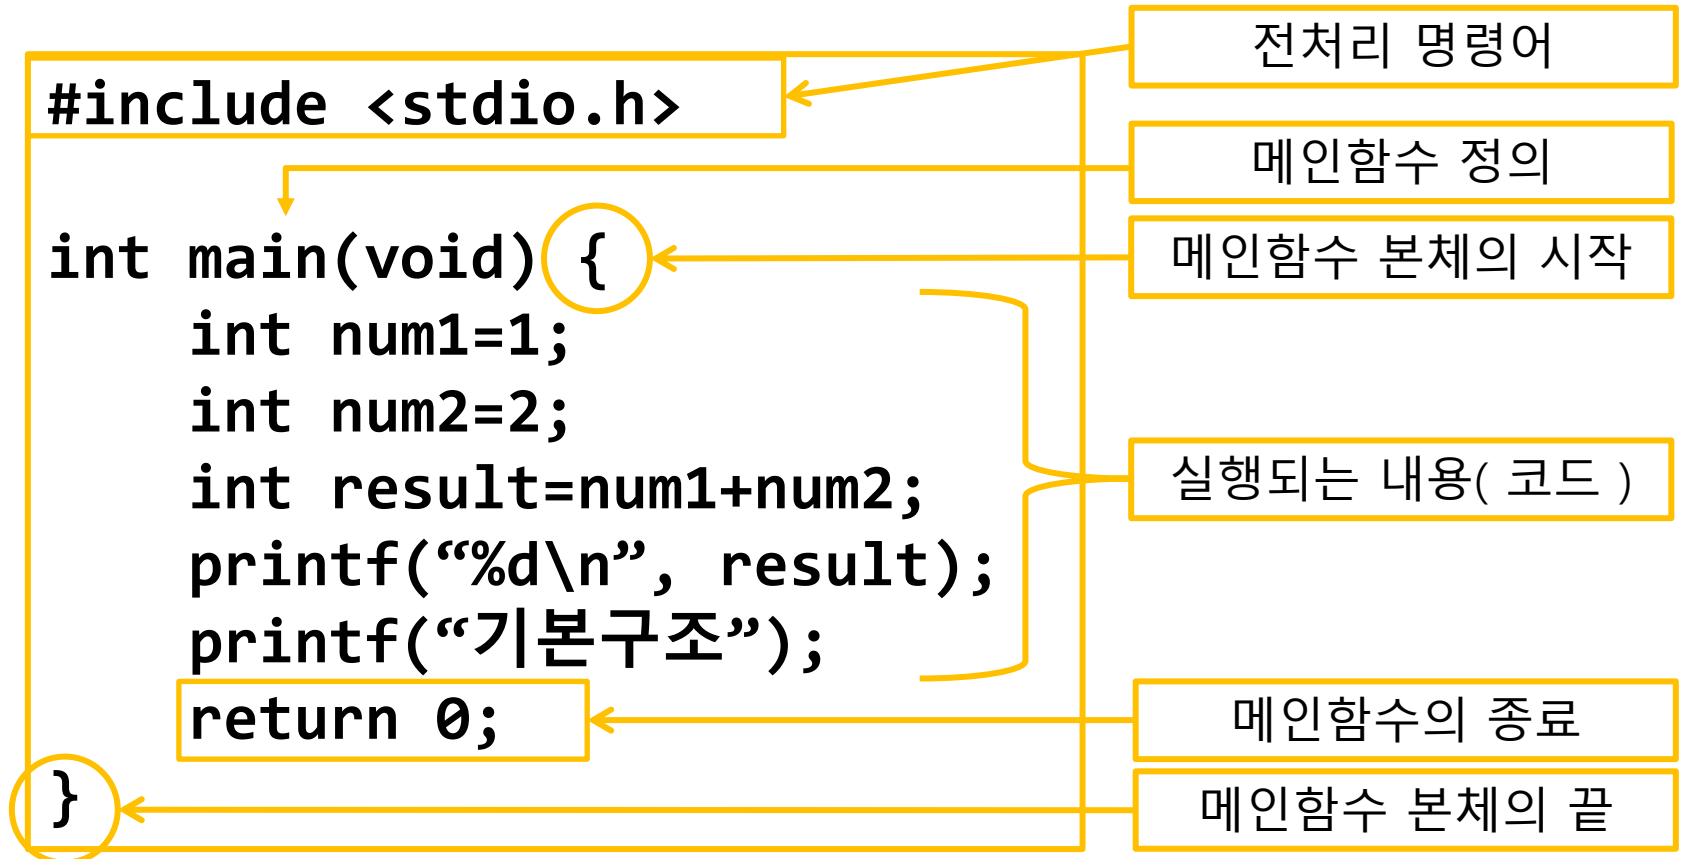 전처리 명령어
#include <stdio.h>
메인함수 정의
int main(void) {
메인함수 본체의 시작
int num1=1;
int num2=2;
int result=num1+num2;
실행되는 내용( 코드 )
printf(“%d\n”, result);
printf(“기본구조”);
return 0;
메인함수의 종료
}
메인함수 본체의 끝